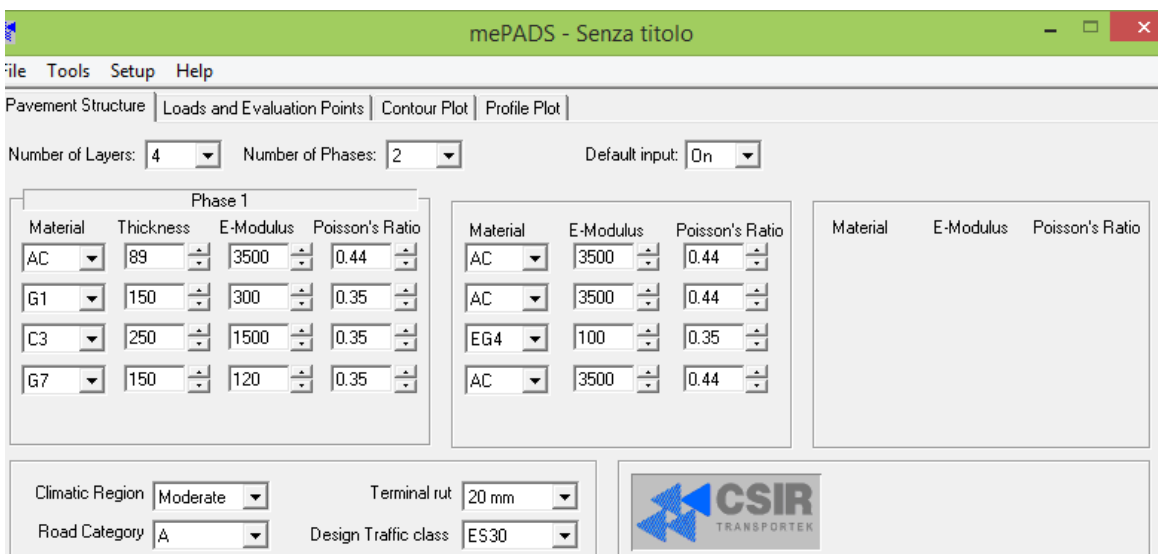 mePADS - Senza titolo
File Tools Setup Help
Pavement Structure Loads and Evaluation Points Contour Plot Profile Plot
Number of Layers: 4 Number of Phases: 2 Default input: On
Phase 1
Material Thickness E-Modulus Poisson's Ratio Material E-Modulus Poisson's Ratio Material E-Modulus Poisson's Ratio
AC 89 3500 0.44 AC 3500 0.44
G1 150 300 0.35 AC 3500 0.44
C3 250 1500 0.35 EG4 100 0.35
G7 150 120 0.35 AC 3500 0.44
Climatic Region Moderate Terminal rut 20 mm CSIR
Road Category A Design Traffic class ES30 TRANSPORTEK